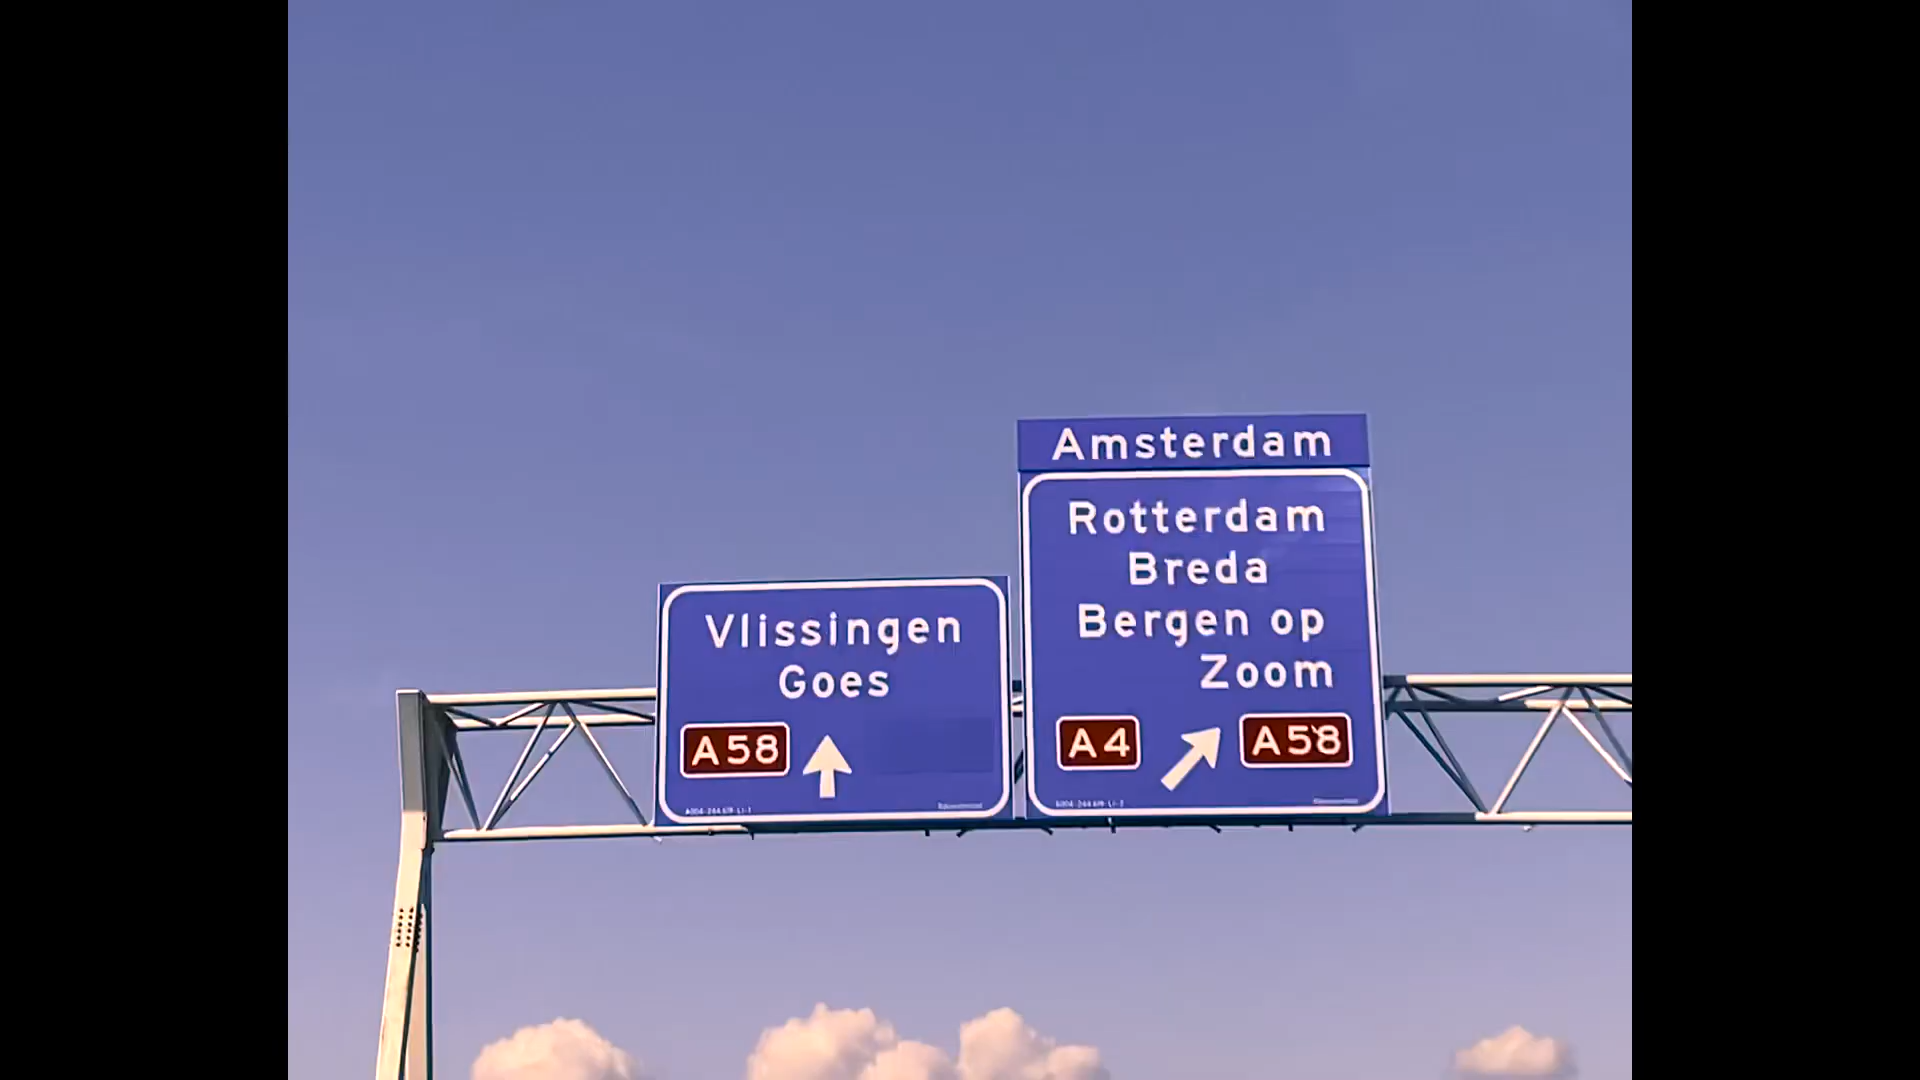 Vlissingen
Goes
A58
Amsterdam
Rotterdam
Breda
Bergen op
Zoom
A4
A58